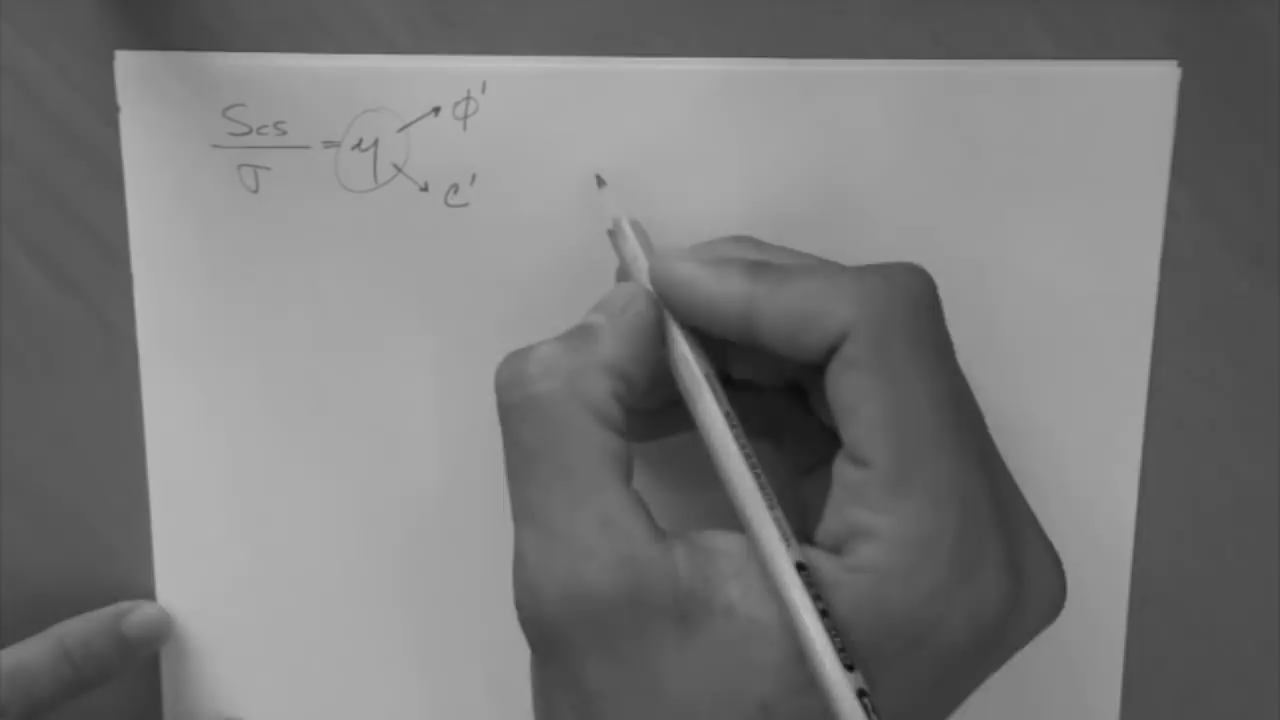 Scs/σ = η
φ'
c'